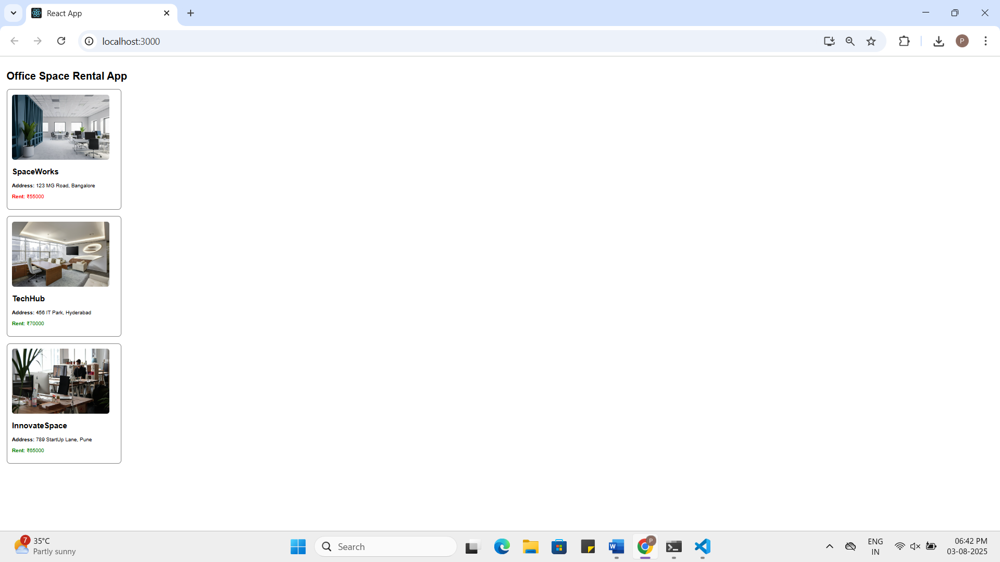 React App
localhost:3000
P
Office Space Rental App
SpaceWorks
Address: 123 MG Road, Bangalore
Rent: ₹55000
TechHub
Address: 456 IT Park, Hyderabad
Rent: ₹70000
InnovateSpace
Address: 789 StartUp Lane, Pune
Rent: ₹65000
7
35°C
Partly sunny
Search
W
P
ENG
IN
06:42 PM
03-08-2025